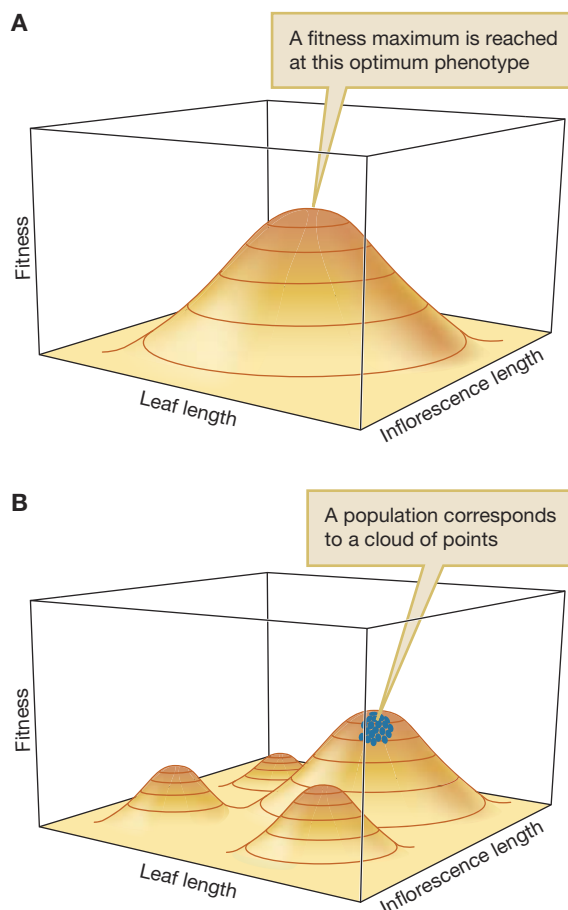 A
A fitness maximum is reached
at this optimum phenotype
Fitness
Leaf length
Inflorescence length
B
A population corresponds
to a cloud of points
Fitness
Leaf length
Inflorescence length